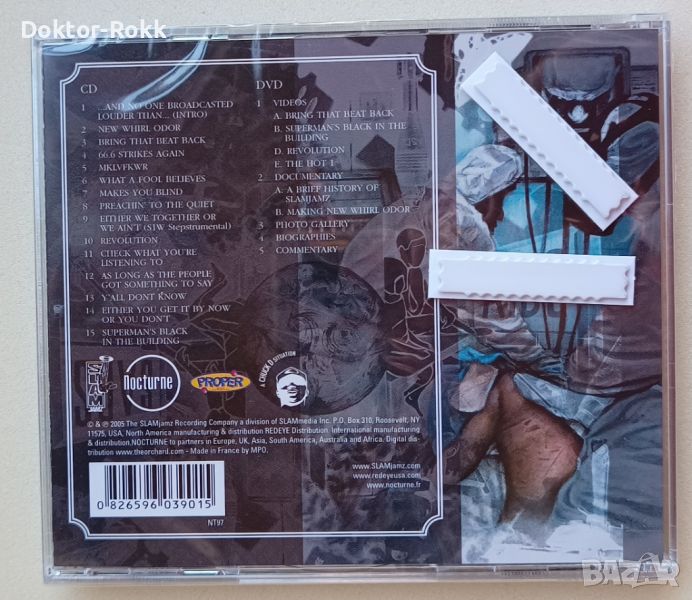 Doktor-Rokk
CD
1 ...AND NO ONE BROADCASTED
LOUDER THAN... (INTRO)
2 NEW WHIRL ODOR
3 BRING THAT BEAT BACK
4 66.6 STRIKES AGAIN
5 MKLVFKWR
6 WHAT A FOOL BELIEVES
7 MAKES YOU BLIND
8 PREACHIN' TO THE QUIET
9 EITHER WE TOGETHER OR
WE AIN'T (S1W Stepstrumental)
10 REVOLUTION
11 CHECK WHAT YOU'RE
LISTENING TO
12 AS LONG AS THE PEOPLE
GOT SOMETHING TO SAY
13 Y'ALL DONT KNOW
14 EITHER YOU GET IT BY NOW
OR YOU DON'T
15 SUPERMAN'S BLACK
IN THE BUILDING
DVD
1 VIDEOS
A. BRING THAT BEAT BACK
B. SUPERMAN'S BLACK IN THE
BUILDING
D. REVOLUTION
E. THE HOT 1
2 DOCUMENTARY
A. A BRIEF HISTORY OF
SLAMJAMZ
B. MAKING NEW WHIRL ODOR
3 PHOTO GALLERY
4 BIOGRAPHIES
5 COMMENTARY
SLAM
JAMZ
Nocturne
PROPER
A CHUCK D SITUATION
© & ℗ 2005 The SLAMjamz Recording Company a division of SLAMmedia Inc. P.O. Box 310, Roosevelt, NY
11575, USA, North America manufacturing & distribution REDEYE Distribution. International manufacturing
& distribution.NOCTURNE to partners in Europe, UK, Asia, South America, Australia and Africa. Digital dis-
tribution www.theorchard.com - Made in France by MPO.
www.SLAMjamz.com
www.redeyeusa.com
www.nocturne.fr
0 826596 039015
NT97
BAZAR